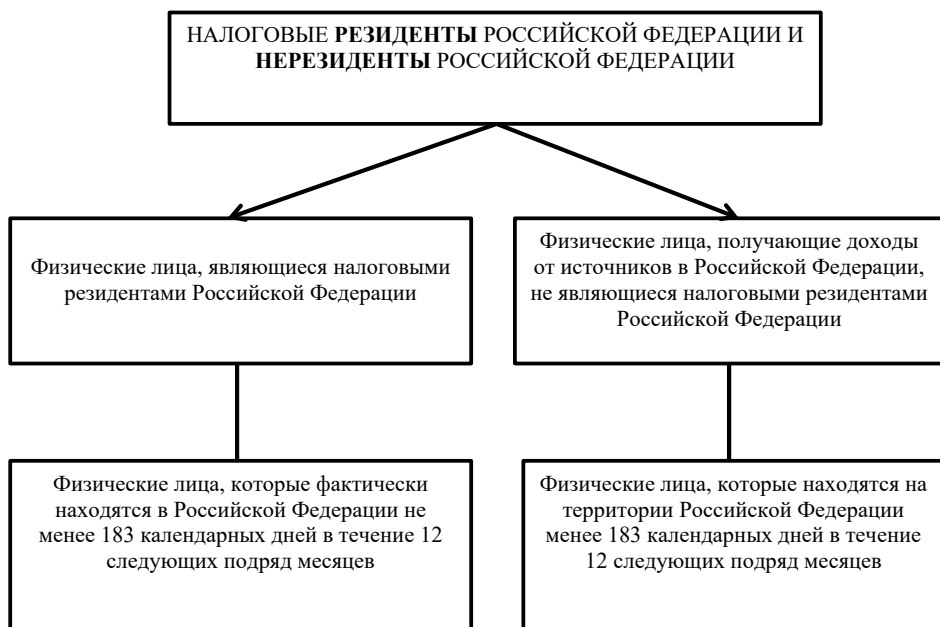 НАЛОГОВЫЕ РЕЗИДЕНТЫ РОССИЙСКОЙ ФЕДЕРАЦИИ И
НЕРЕЗИДЕНТЫ РОССИЙСКОЙ ФЕДЕРАЦИИ
Физические лица, являющиеся налоговыми
резидентами Российской Федерации
Физические лица, получающие доходы
от источников в Российской Федерации,
не являющиеся налоговыми резидентами
Российской Федерации
Физические лица, которые фактически
находятся в Российской Федерации не
менее 183 календарных дней в течение 12
следующих подряд месяцев
Физические лица, которые находятся на
территории Российской Федерации
менее 183 календарных дней в течение
12 следующих подряд месяцев